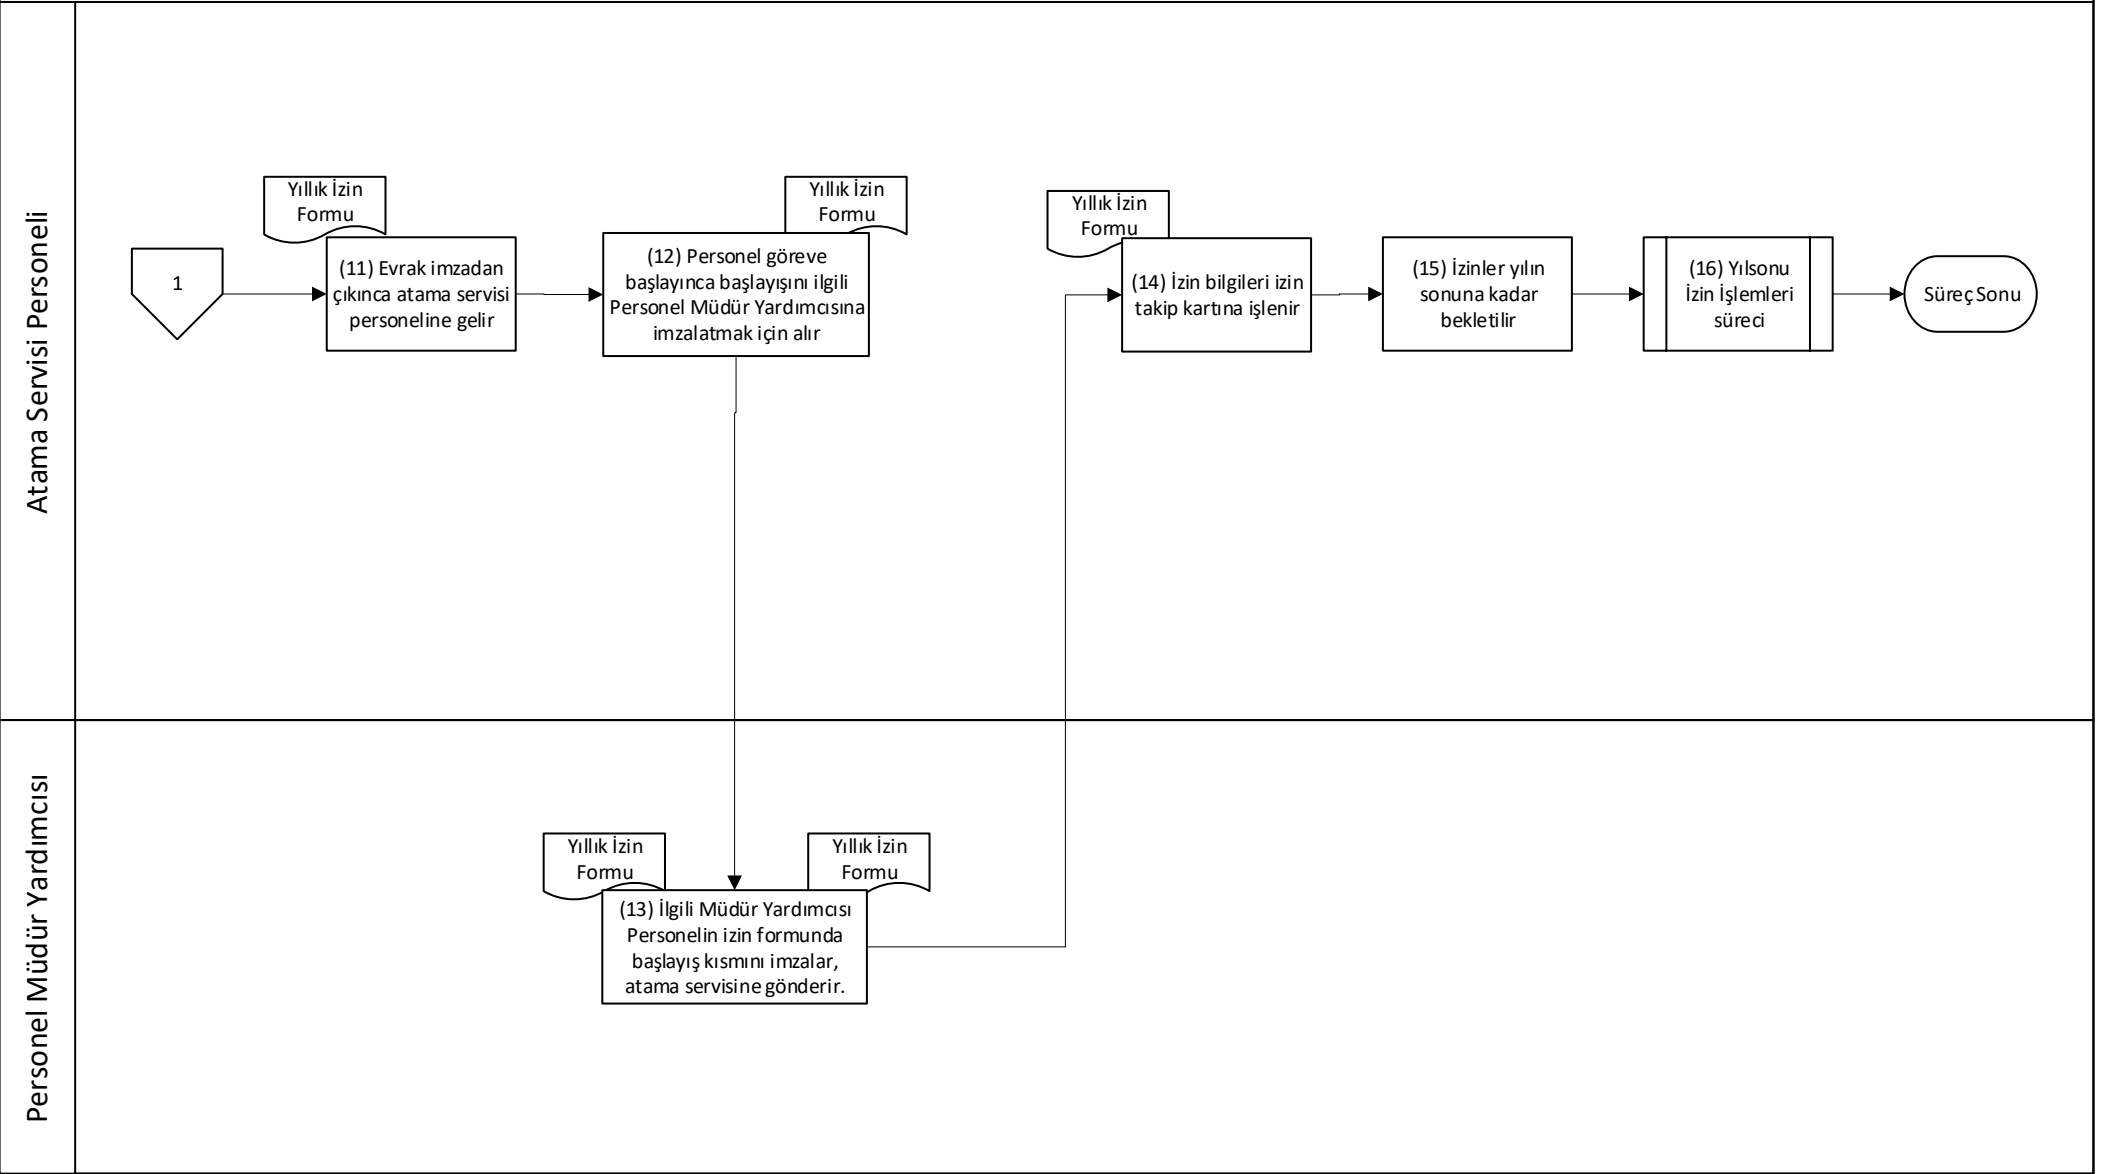 Atama Servisi Personeli
1
Yıllık İzin
Formu
(11) Evrak imzadan
çıkınca atama servisi
personeline gelir
Yıllık İzin
Formu
(12) Personel göreve
başlayınca başlayışını ilgili
Personel Müdür Yardımcısına
imzalatmak için alır
Yıllık İzin
Formu
(14) İzin bilgileri izin
takip kartına işlenir
(15) İzinler yılın
sonuna kadar
bekletilir
(16) Yılsonu
İzin İşlemleri
süreci
Süreç Sonu
Personel Müdür Yardımcısı
Yıllık İzin
Formu
Yıllık İzin
Formu
(13) İlgili Müdür Yardımcısı
Personelin izin formunda
başlayış kısmını imzalar,
atama servisine gönderir.